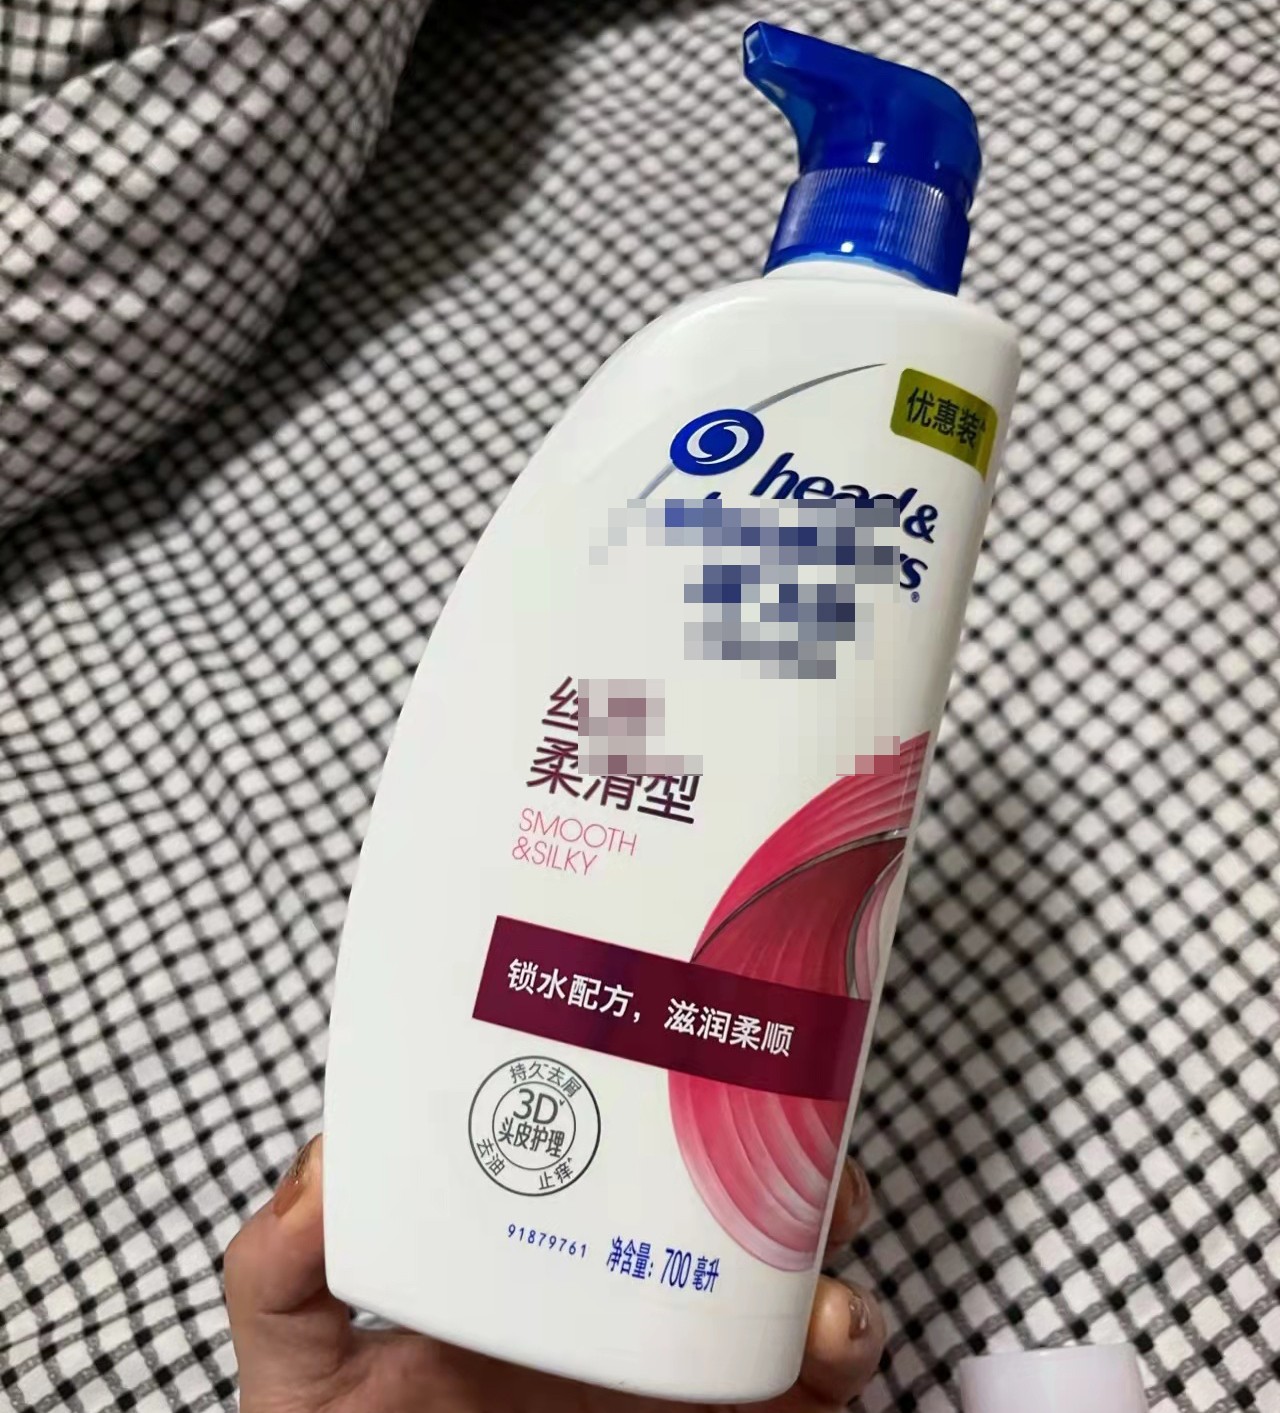 优惠装
head&
丝
柔滑型
SMOOTH
&SILKY
锁水配方，滋润柔顺
持久去屑
3D
头皮护理
去油
止痒^
91879761
净含量：700毫升